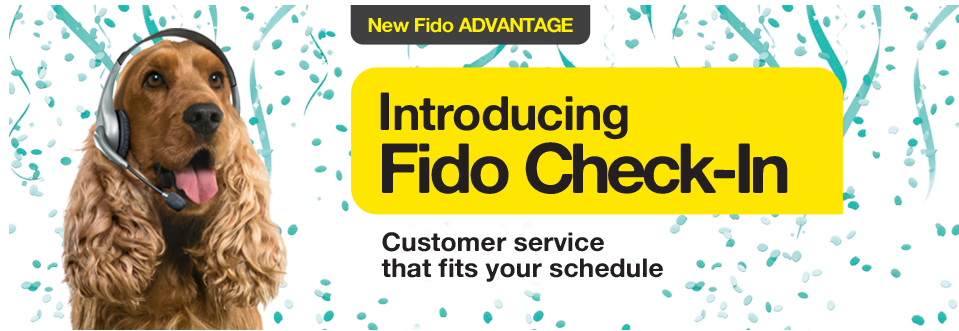 New Fido ADVANTAGE
Introducing
Fido Check-In
Customer service
that fits your schedule